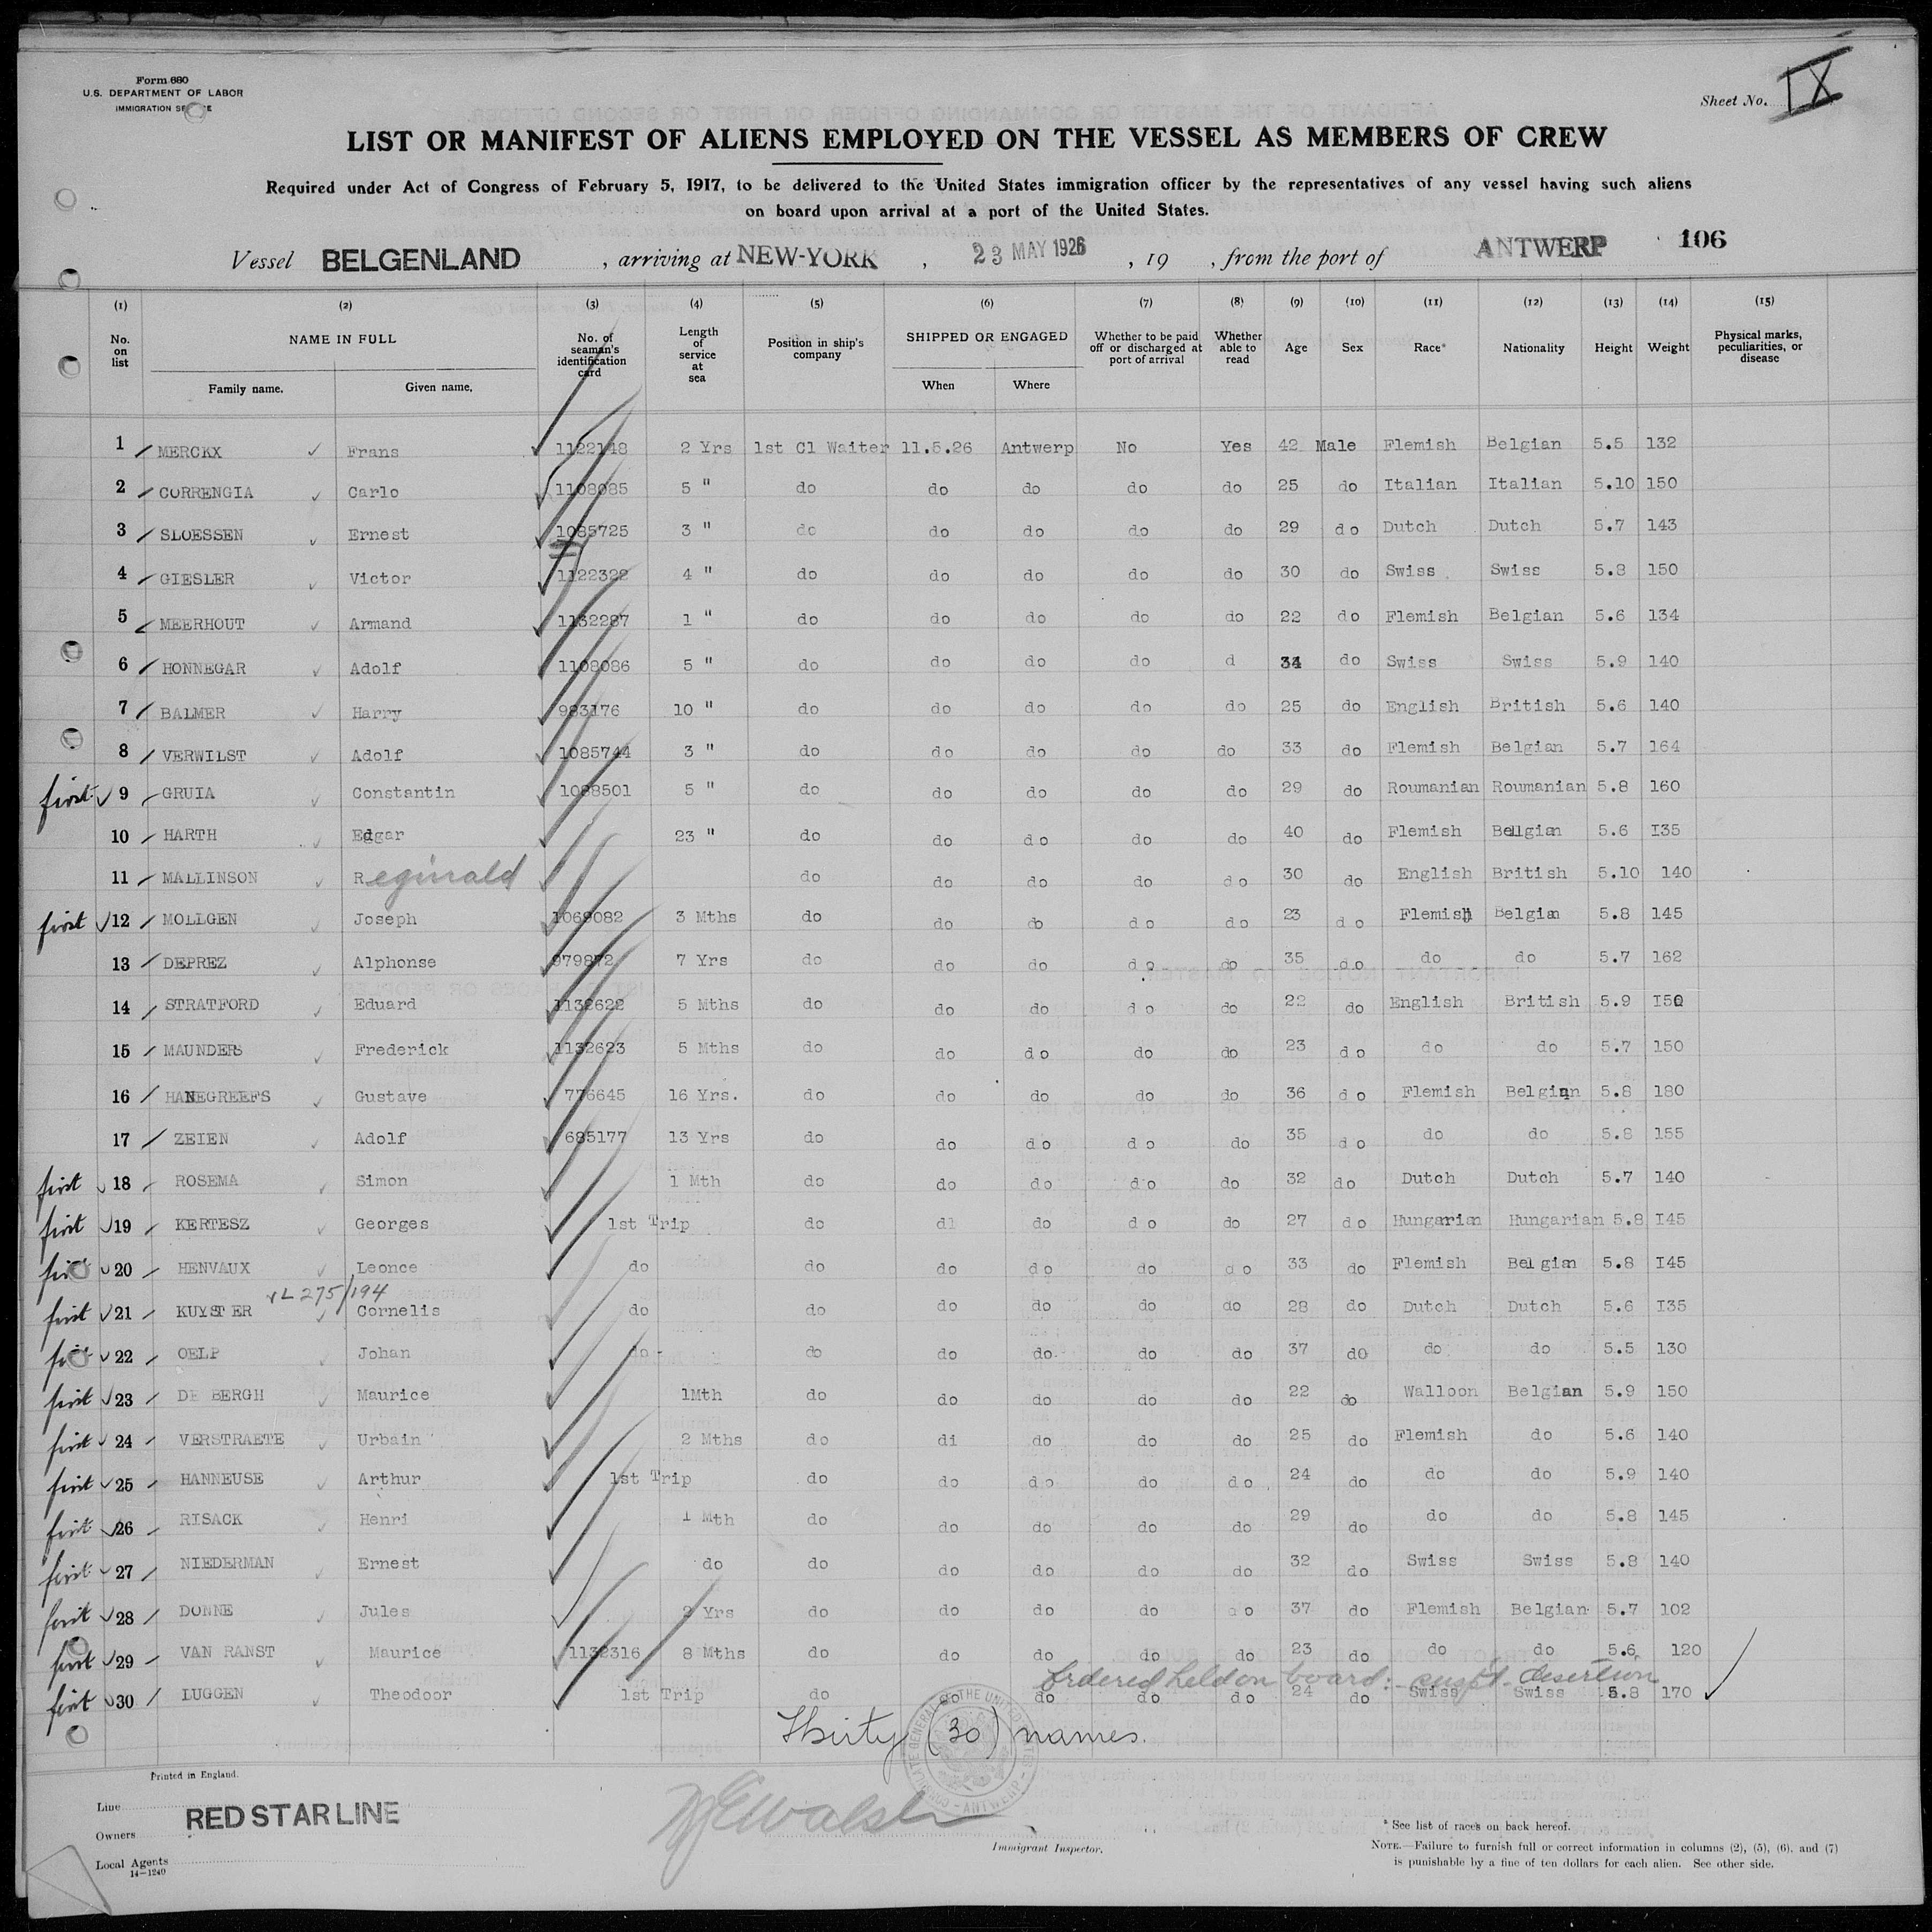 Form 680
U.S. DEPARTMENT OF LABOR
IMMIGRATION SERVICE
Sheet No. IX
LIST OR MANIFEST OF ALIENS EMPLOYED ON THE VESSEL AS MEMBERS OF CREW
Required under Act of Congress of February 5, 1917, to be delivered to the United States immigration officer by the representatives of any vessel having such aliens
on board upon arrival at a port of the United States.
Vessel BELGENLAND, arriving at NEW-YORK, 23 MAY 1926, 19 , from the port of ANTWERP 106
(1) (2) (3) (4) (5) (6) (7) (8) (9) (10) (11) (12) (13) (14) (15)
No. on list NAME IN FULL Family name. Given name. No. of seaman's identification card Length of service at sea Position in ship's company SHIPPED OR ENGAGED When Where Whether to be paid off or discharged at port of arrival Whether able to read Age Sex Race* Nationality Height Weight Physical marks, peculiarities, or disease
1 MERCKX Frans 1122148 2 Yrs 1st Cl Waiter 11.5.26 Antwerp No Yes 42 Male Flemish Belgian 5.5 132
2 CORRENGIA Carlo 1108085 5 " do do do do do 25 do Italian Italian 5.10 150
3 SLOESSEN Ernest 1085725 3 " do do do do do 29 do Dutch Dutch 5.7 143
4 GIESLER Victor 1122322 4 " do do do do do 30 do Swiss Swiss 5.8 150
5 MEERHOUT Armand 1132287 1 " do do do do do 22 do Flemish Belgian 5.6 134
6 HONNEGAR Adolf 1108086 5 " do do do do d 34 do Swiss Swiss 5.9 140
7 BALMER Harry 983176 10 " do do do do do 25 do English British 5.6 140
8 VERWILST Adolf 1085744 3 " do do do do do 33 do Flemish Belgian 5.7 164
first 9 GRUIA Constantin 1088501 5 " do do do do do 29 do Roumanian Roumanian 5.8 160
10 HARTH Edgar 23 " do do do do do 40 do Flemish Belgian 5.6 I35
11 MALLINSON Reginald do do do do do 30 do English British 5.10 140
first 12 MOLLGEN Joseph 1069082 3 Mths do do do do do 23 do Flemish Belgian 5.8 145
13 DEPREZ Alphonse 979872 7 Yrs do do do do do 35 do do do 5.7 162
14 STRATFORD Eduard 1132622 5 Mths do do do do do 22 do English British 5.9 I50
15 MAUNDERS Frederick 1132623 5 Mths do do do do do 23 do do do 5.7 150
16 HANEGREEFS Gustave 776645 16 Yrs. do do do do do 36 do Flemish Belgian 5.8 180
17 ZEIEN Adolf 685177 13 Yrs do do do do do 35 do do do 5.8 155
first 18 ROSEMA Simon 1 Mth do do do do do 32 do Dutch Dutch 5.7 140
first 19 KERTESZ Georges 1st Trip do dl do do do 27 do Hungarian Hungarian 5.8 I45
first 20 HENVAUX Leonce do do do do do do 33 do Flemish Belgian 5.8 I45
L 275/194
first 21 KUYSTER Cornelis do do do do do do 28 do Dutch Dutch 5.6 I35
first 22 OELP Johan do - do do do. do do 37 do do do 5.5 130
first 23 DE BERGH Maurice 1Mth do do do do do 22 do Walloon Belgian 5.9 150
first 24 VERSTRAETE Urbain 2 Mths do di do do do 25 do Flemish do 5.6 140
first 25 HANNEUSE Arthur 1st Trip do do do do do 24 do do do 5.9 140
first 26 RISACK Henri 1 Mth do do do do do 29 do do do 5.8 145
first 27 NIEDERMAN Ernest do do do do do do 32 do Swiss Swiss 5.8 140
first 28 DONNE Jules 2 Yrs do do do do do 37 do Flemish Belgian 5.7 102
first 29 VAN RANST Maurice 1132316 8 Mths do do do do do 23 do do do 5.6 120
Ordered held on board: susp'd desertion
first 30 LUGGEN Theodoor 1st Trip do do do do do 24 do Swiss Swiss 5.8 170
Thirty (30) names.
Printed in England.
Line RED STAR LINE
Owners
Local Agents
14-1240
Immigrant Inspector.
* See list of races on back hereof.
NOTE.—Failure to furnish full or correct information in columns (2), (5), (6), and (7)
is punishable by a fine of ten dollars for each alien. See other side.